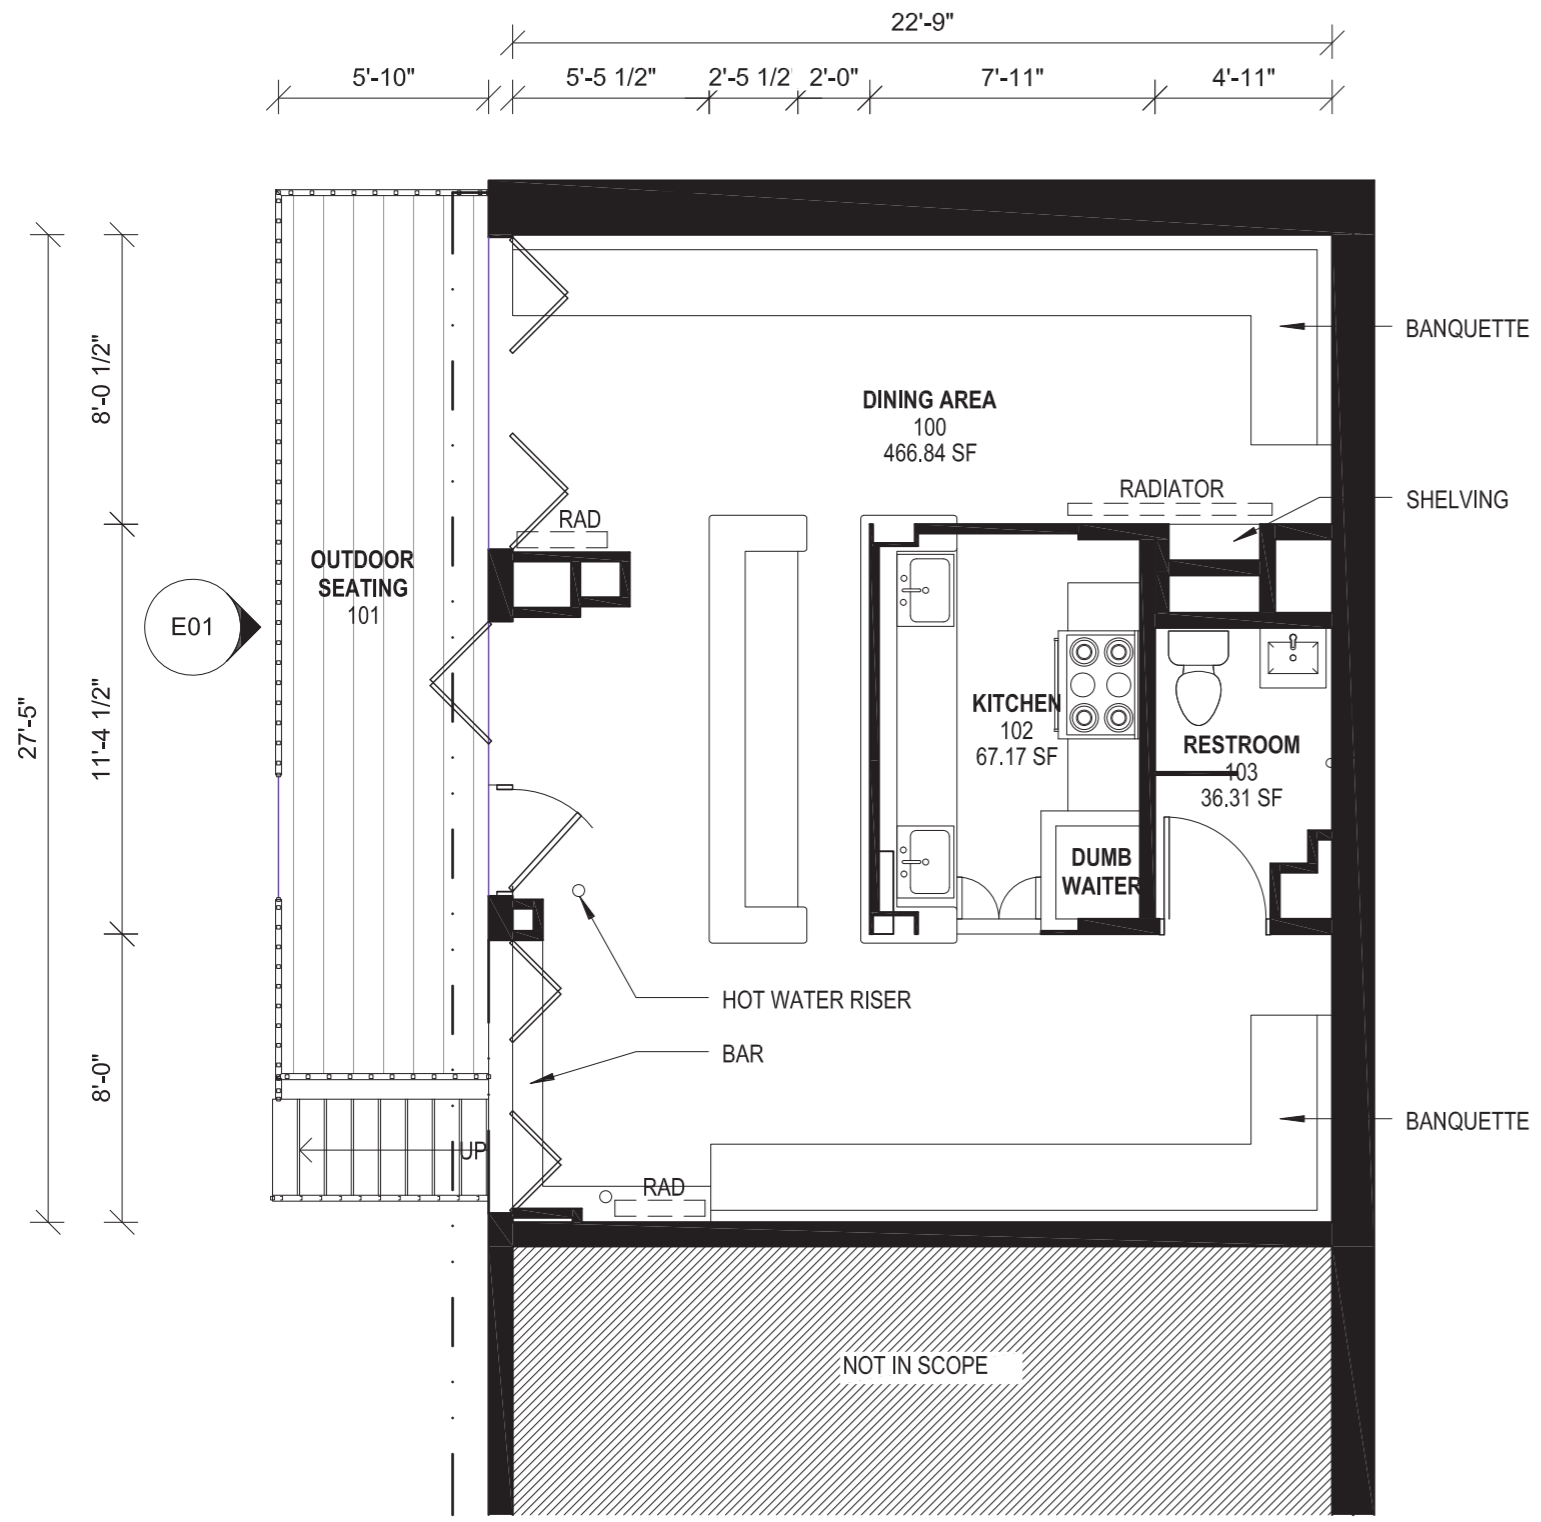 22'-9"
5'-10"
5'-5 1/2"
2'-5 1/2
2'-0"
7'-11"
4'-11"
27'-5"
8'-0 1/2"
11'-4 1/2"
8'-0"
BANQUETTE
DINING AREA
100
466.84 SF
RADIATOR
SHELVING
RAD
OUTDOOR
SEATING
101
E01
KITCHEN
102
67.17 SF
RESTROOM
103
36.31 SF
DUMB
WAITER
HOT WATER RISER
BAR
BANQUETTE
UP
RAD
NOT IN SCOPE